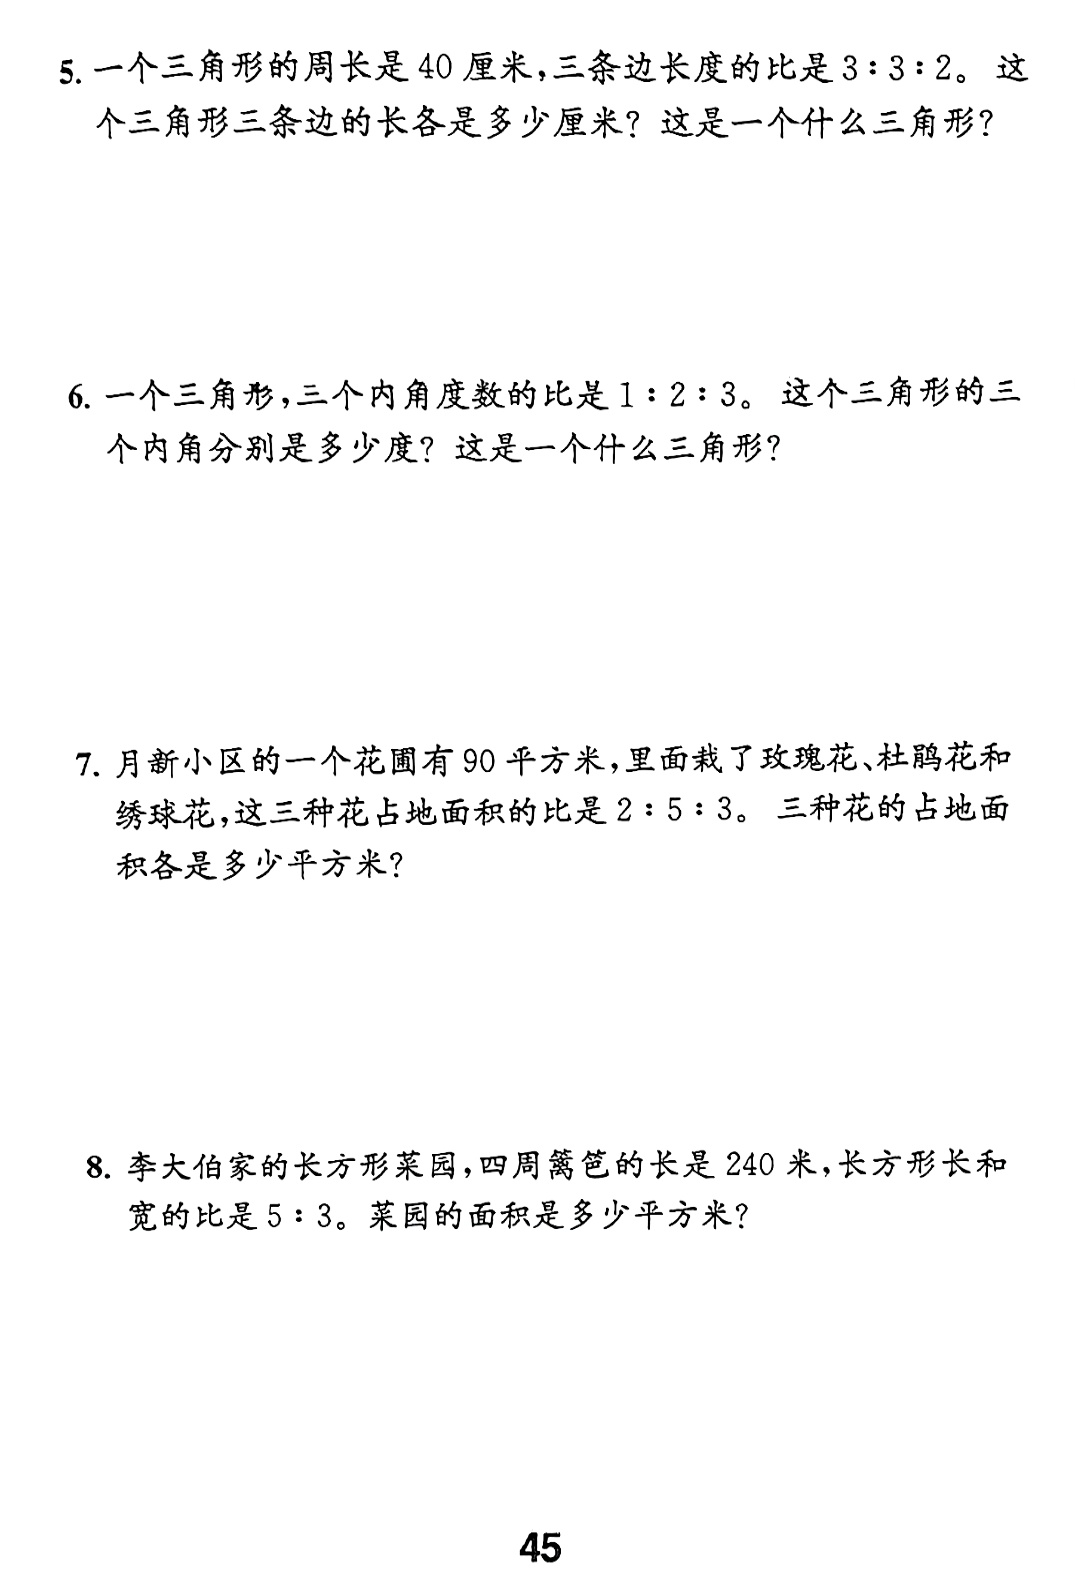 5. 一个三角形的周长是 40 厘米,三条边长度的比是 3∶3∶2。 这
个三角形三条边的长各是多少厘米? 这是一个什么三角形?
6. 一个三角形,三个内角度数的比是 1∶2∶3。 这个三角形的三
个内角分别是多少度? 这是一个什么三角形?
7. 月新小区的一个花圃有 90 平方米,里面栽了玫瑰花、杜鹃花和
绣球花,这三种花占地面积的比是 2∶5∶3。 三种花的占地面
积各是多少平方米?
8. 李大伯家的长方形菜园,四周篱笆的长是 240 米,长方形长和
宽的比是 5∶3。菜园的面积是多少平方米?
45